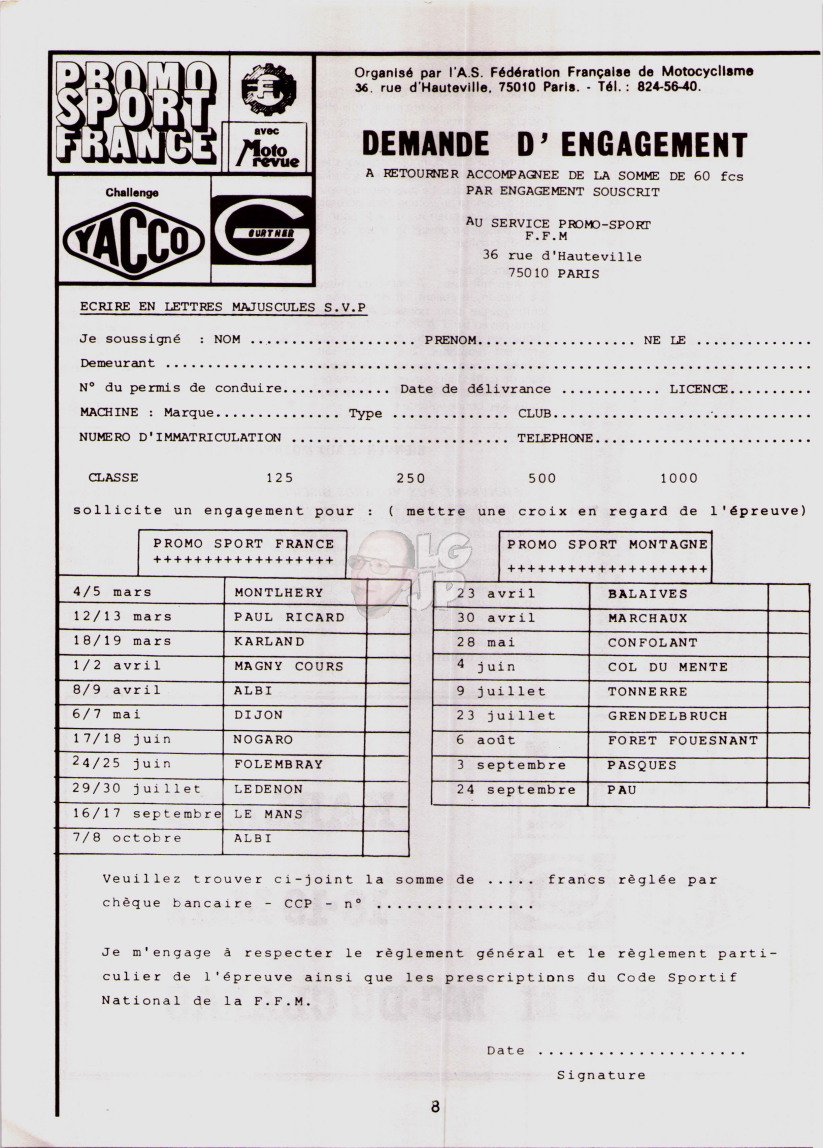 PROMO
SPORT
FRANCE
avec
Moto
revue
Challenge
YACCO
GURTNER
Organisé par l'A.S. Fédération Française de Motocyclisme
36, rue d'Hauteville, 75010 Paris. - Tél. : 824-56-40.
DEMANDE D' ENGAGEMENT
A RETOURNER ACCOMPAGNEE DE LA SOMME DE 60 fcs
PAR ENGAGEMENT SOUSCRIT
AU SERVICE PROMO-SPORT
F.F.M
36 rue d'Hauteville
75010 PARIS
ECRIRE EN LETTRES MAJUSCULES S.V.P
Je soussigné : NOM .................... PRENOM................... NE LE ..............
Demeurant ..............................................................................
N° du permis de conduire............. Date de délivrance ............ LICENCE..........
MACHINE : Marque............... Type ............... CLUB...............................
NUMERO D'IMMATRICULATION .......................... TELEPHONE..........................
CLASSE 125 250 500 1000
sollicite un engagement pour : ( mettre une croix en regard de l'épreuve)
PROMO SPORT FRANCE
++++++++++++++++++
4/5 mars MONTLHERY
12/13 mars PAUL RICARD
18/19 mars KARLAND
1/2 avril MAGNY COURS
8/9 avril ALBI
6/7 mai DIJON
17/18 juin NOGARO
24/25 juin FOLEMBRAY
29/30 juillet LEDENON
16/17 septembre LE MANS
7/8 octobre ALBI
PROMO SPORT MONTAGNE
++++++++++++++++++++
23 avril BALAIVES
30 avril MARCHAUX
28 mai CONFOLANT
4 juin COL DU MENTE
9 juillet TONNERRE
23 juillet GRENDELBRUCH
6 août FORET FOUESNANT
3 septembre PASQUES
24 septembre PAU
LG
JP
Veuillez trouver ci-joint la somme de ..... francs règlée par
chèque bancaire - CCP - n° ................
Je m'engage à respecter le règlement général et le règlement parti-
culier de l'épreuve ainsi que les prescriptions du Code Sportif
National de la F.F.M.
Date .....................
Signature
8